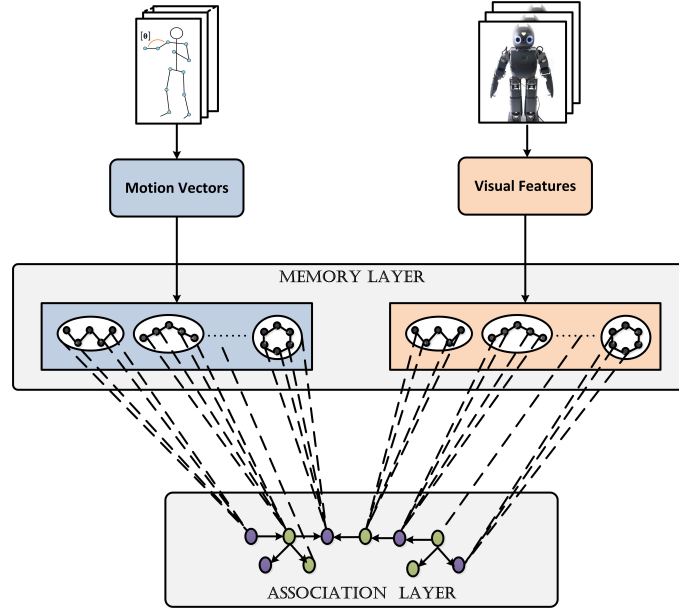 [θ]
Motion Vectors
Visual Features
MEMORY LAYER
ASSOCIATION LAYER